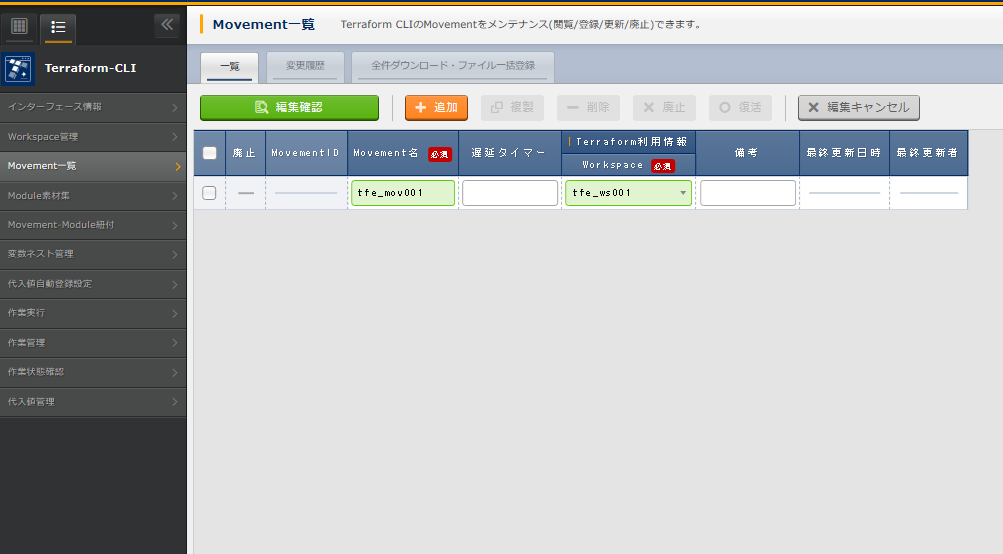 Terraform-CLI
インターフェース情報
Workspace管理
Movement一覧
Module素材集
Movement-Module紐付
変数ネスト管理
代入値自動登録設定
作業実行
作業管理
作業状態確認
代入値管理
Movement一覧 Terraform CLIのMovementをメンテナンス(閲覧/登録/更新/廃止)できます。
一覧 変更履歴 全件ダウンロード・ファイル一括登録
編集確認 追加 複製 削除 廃止 復活 編集キャンセル
廃止 MovementID Movement名 必須 遅延タイマー Terraform利用情報 備考 最終更新日時 最終更新者
Workspace 必須
tfe_mov001 tfe_ws001